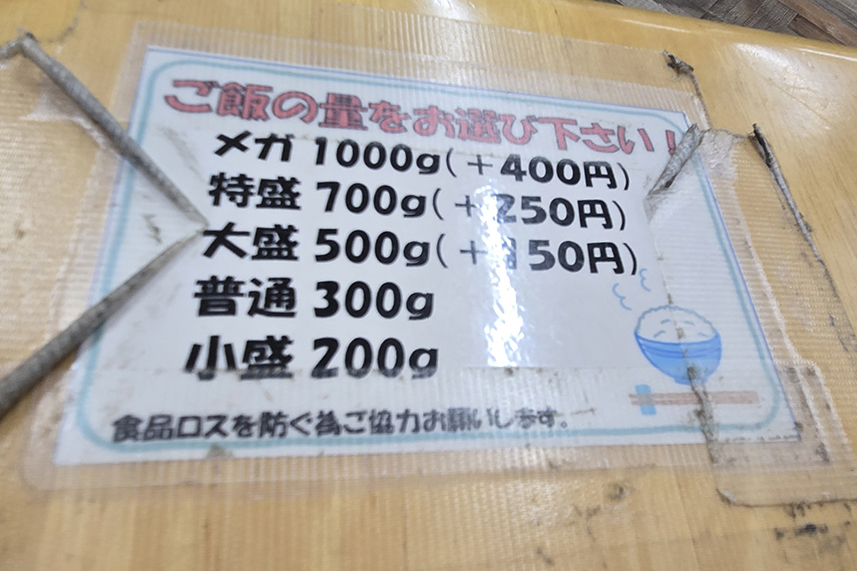 ご飯の量をお選び下さい!
メガ 1000g(+400円)
特盛 700g(+250円)
大盛 500g(+150円)
普通 300g
小盛 200g
食品ロスを防ぐ為ご協力お願いします。